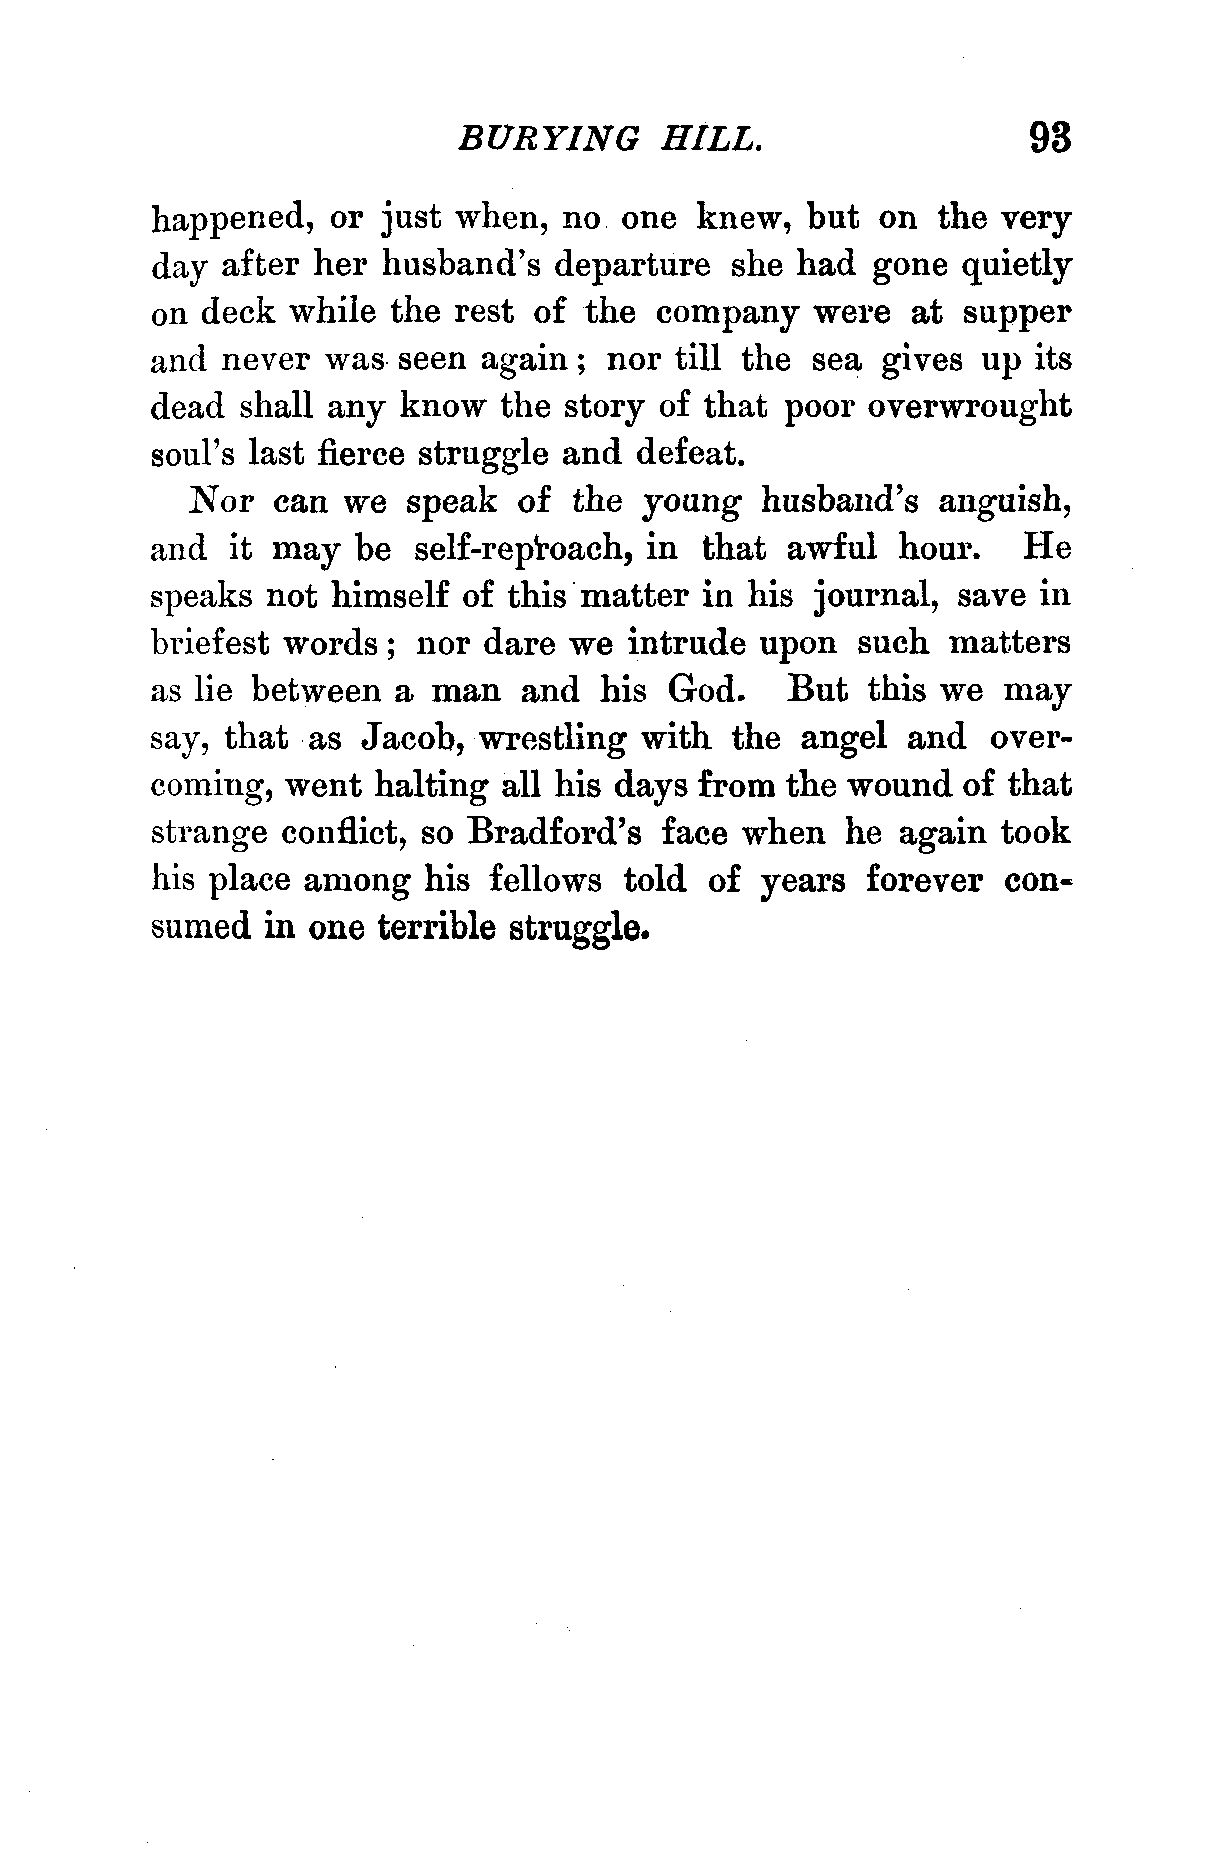 BURYING HILL. 93
happened, or just when, no one knew, but on the very
day after her husband's departure she had gone quietly
on deck while the rest of the company were at supper
and never was seen again; nor till the sea gives up its
dead shall any know the story of that poor overwrought
soul's last fierce struggle and defeat.
Nor can we speak of the young husband's anguish,
and it may be self-reproach, in that awful hour. He
speaks not himself of this matter in his journal, save in
briefest words; nor dare we intrude upon such matters
as lie between a man and his God. But this we may
say, that as Jacob, wrestling with the angel and over-
coming, went halting all his days from the wound of that
strange conflict, so Bradford's face when he again took
his place among his fellows told of years forever con-
sumed in one terrible struggle.